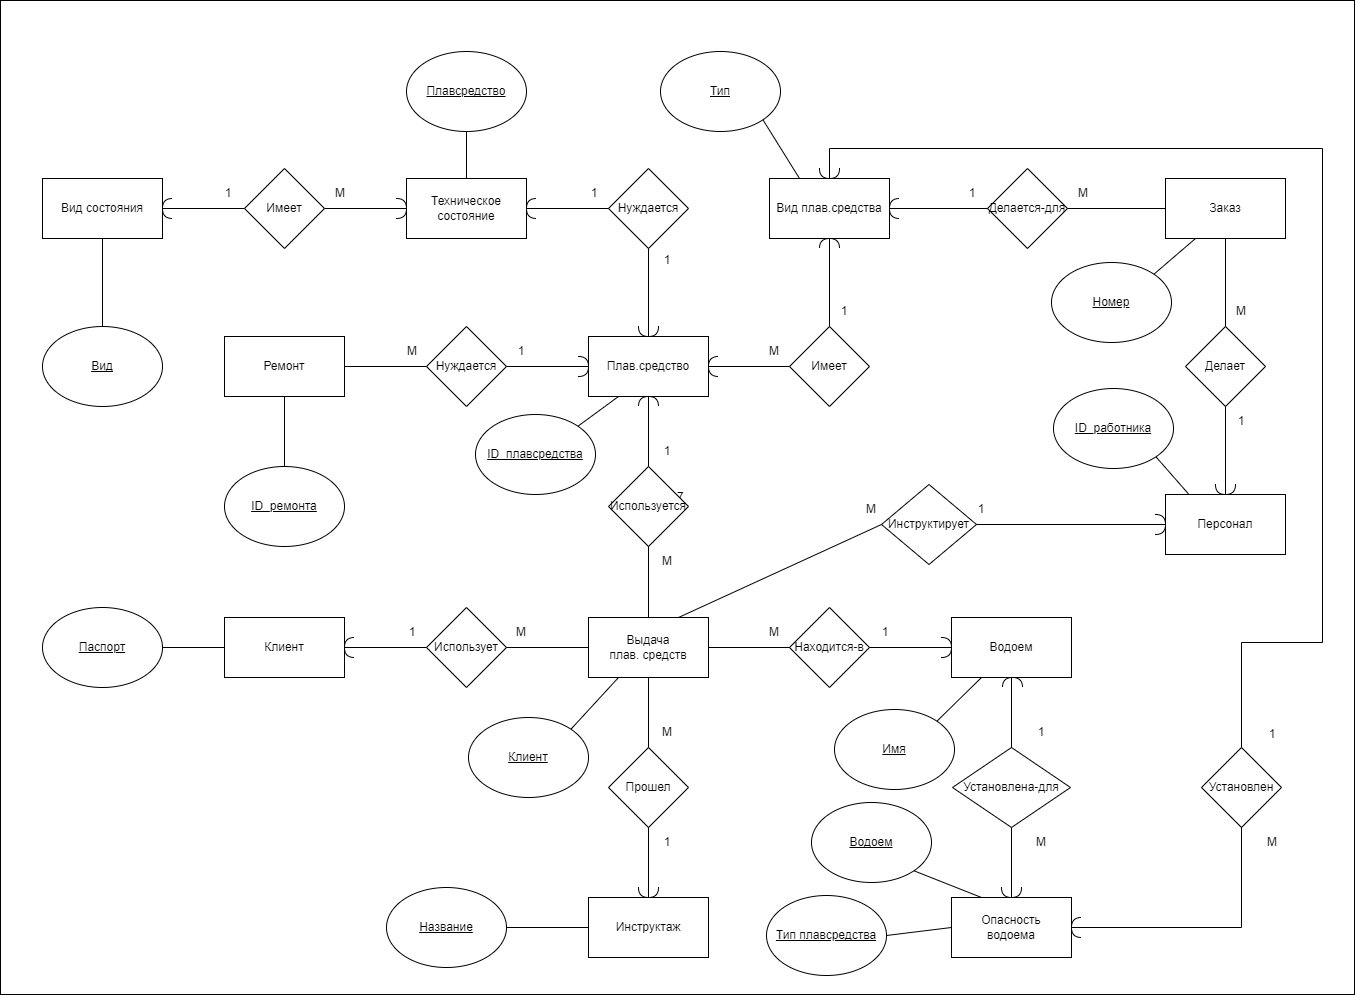 Плавсредство
Тип
Вид состояния
1
Имеет
М
Техническое
состояние
1
Нуждается
1
Вид плав.средства
1
Делается-для
М
Заказ
Номер
М
1
Вид
Ремонт
М
Нуждается
1
Плав.средство
М
Имеет
Делает
1
ID_работника
ID_плавсредства
1
7
Используется
М
ID_ремонта
М
Инструктирует
1
Персонал
Паспорт
Клиент
1
Использует
М
Выдача
плав. средств
М
Находится-в
1
Водоем
Клиент
М
Имя
1
1
Прошел
Установлена-для
Установлен
1
Водоем
М
М
Название
Инструктаж
Тип плавсредства
Опасность
водоема